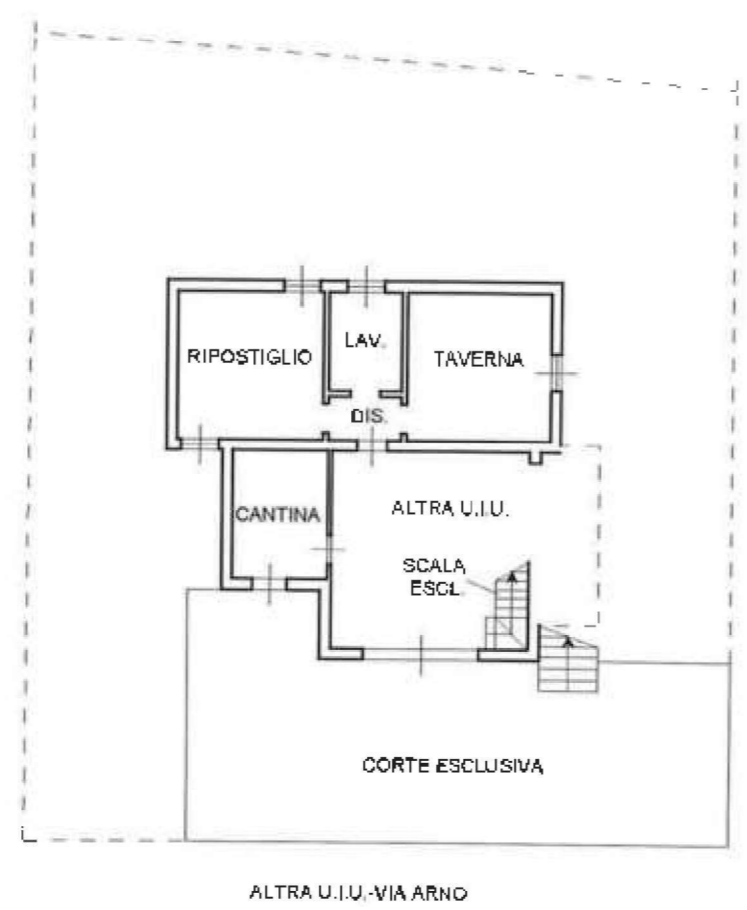 RIPOSTIGLIO
LAV.
TAVERNA
DIS.
CANTINA
ALTRA U.I.U.
SCALA
ESCL.
CORTE ESCLUSIVA
ALTRA U.I.U.-VIA ARNO